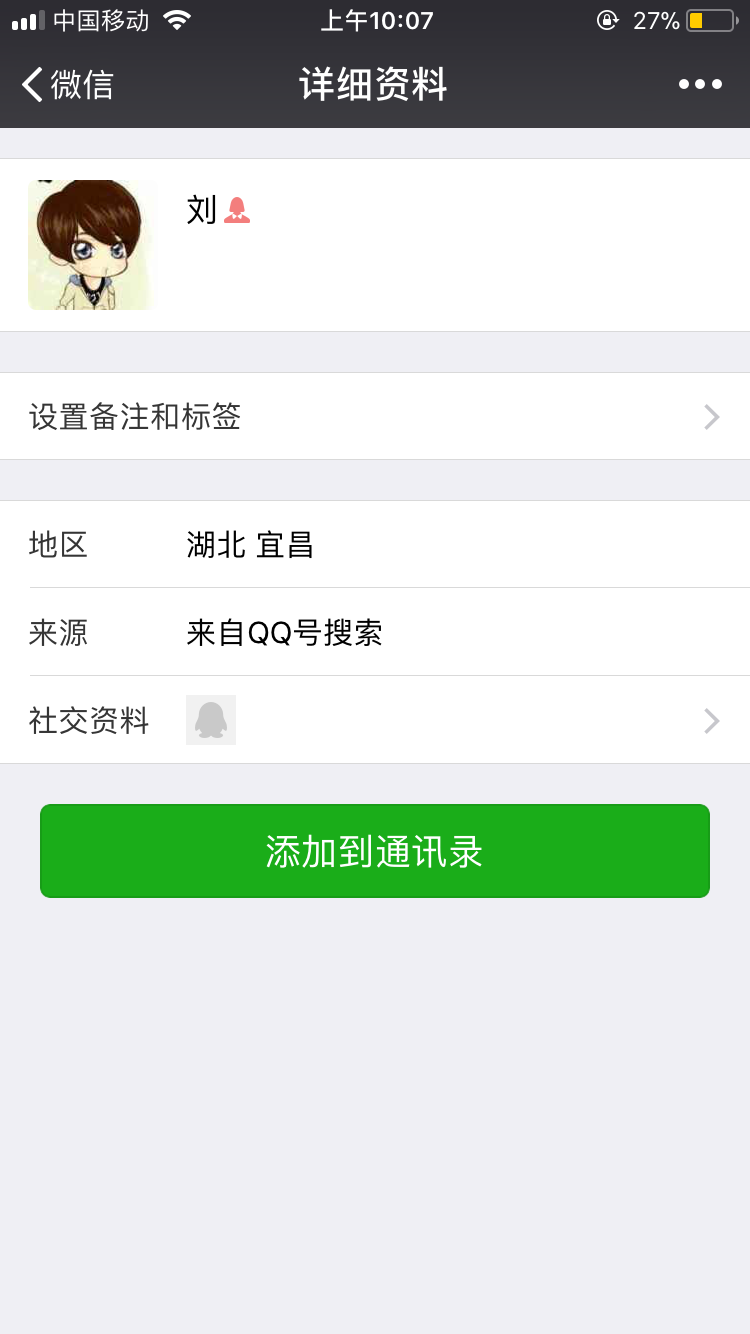 中国移动 上午10:07 27%
微信 详细资料
刘
设置备注和标签
地区 湖北 宜昌
来源 来自QQ号搜索
社交资料
添加到通讯录